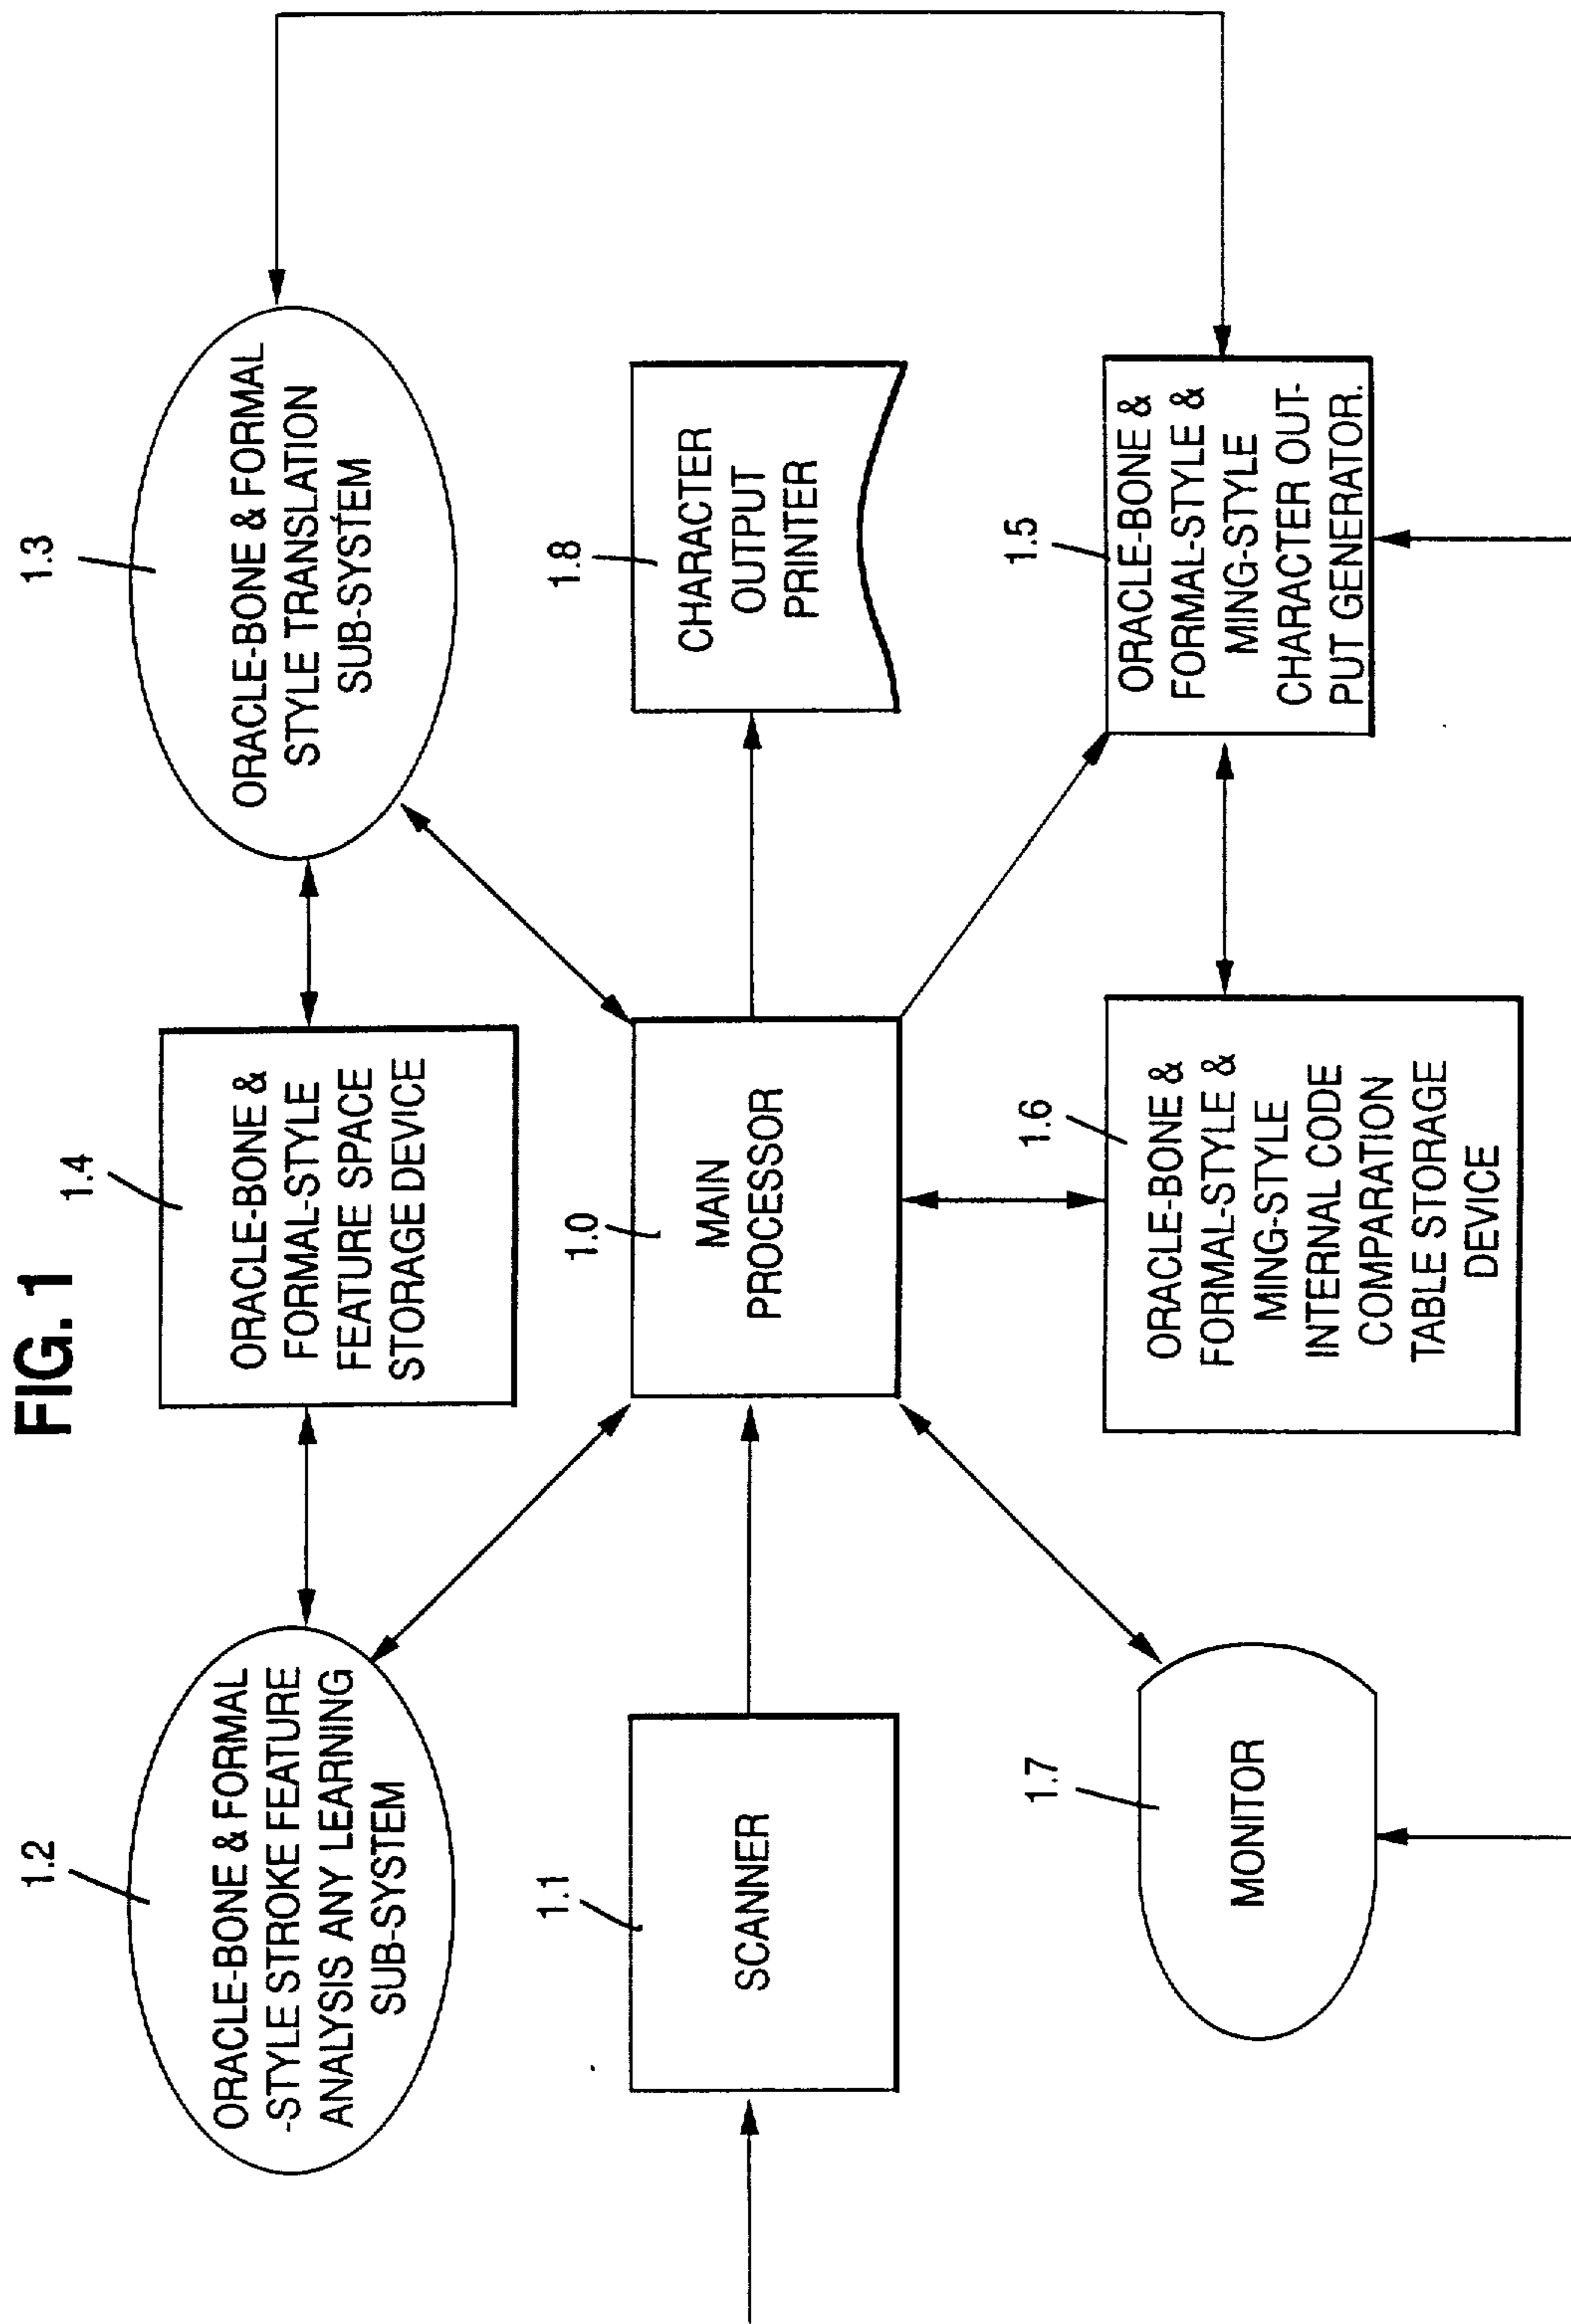 FIG. 1
1.2
ORACLE-BONE & FORMAL
-STYLE STROKE FEATURE
ANALYSIS ANY LEARNING
SUB-SYSTEM
1.4
ORACLE-BONE &
FORMAL-STYLE
FEATURE SPACE
STORAGE DEVICE
1.3
ORACLE-BONE & FORMAL
STYLE TRANSLATION
SUB-SYSTEM
1.1
SCANNER
1.0
MAIN
PROCESSOR
1.8
CHARACTER
OUTPUT
PRINTER
1.7
MONITOR
1.6
ORACLE-BONE &
FORMAL-STYLE &
MING-STYLE
INTERNAL CODE
COMPARATION
TABLE STORAGE
DEVICE
1.5
ORACLE-BONE &
FORMAL-STYLE &
MING-STYLE
CHARACTER OUT-
PUT GENERATOR.